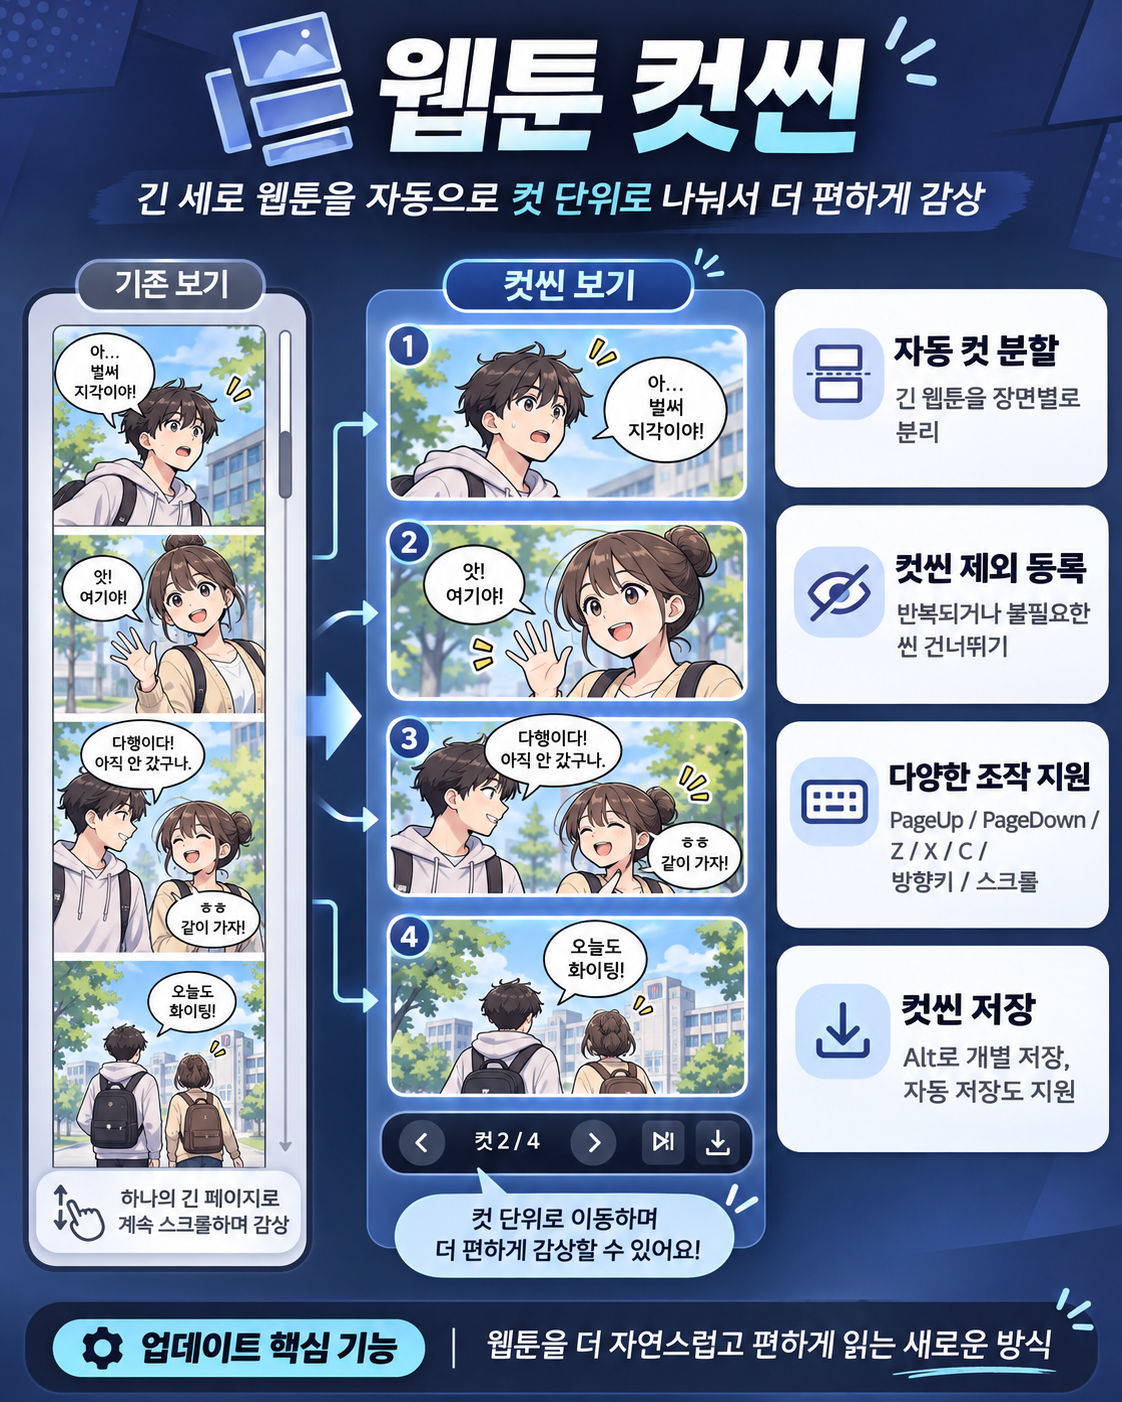 웹툰 컷씬
긴 세로 웹툰을 자동으로 컷 단위로 나눠서 더 편하게 감상
기존 보기
아...
벌써
지각이야!
앗!
여기야!
다행이다!
아직 안 갔구나.
ㅎㅎ
같이 가자!
오늘도
화이팅!
하나의 긴 페이지로
계속 스크롤하며 감상
컷씬 보기
1
아...
벌써
지각이야!
2
앗!
여기야!
3
다행이다!
아직 안 갔구나.
ㅎㅎ
같이 가자!
4
오늘도
화이팅!
컷 2 / 4
컷 단위로 이동하며
더 편하게 감상할 수 있어요!
자동 컷 분할
긴 웹툰을 장면별로
분리
컷씬 제외 등록
반복되거나 불필요한
씬 건너뛰기
다양한 조작 지원
PageUp / PageDown /
Z / X / C /
방향키 / 스크롤
컷씬 저장
Alt로 개별 저장,
자동 저장도 지원
업데이트 핵심 기능
웹툰을 더 자연스럽고 편하게 읽는 새로운 방식